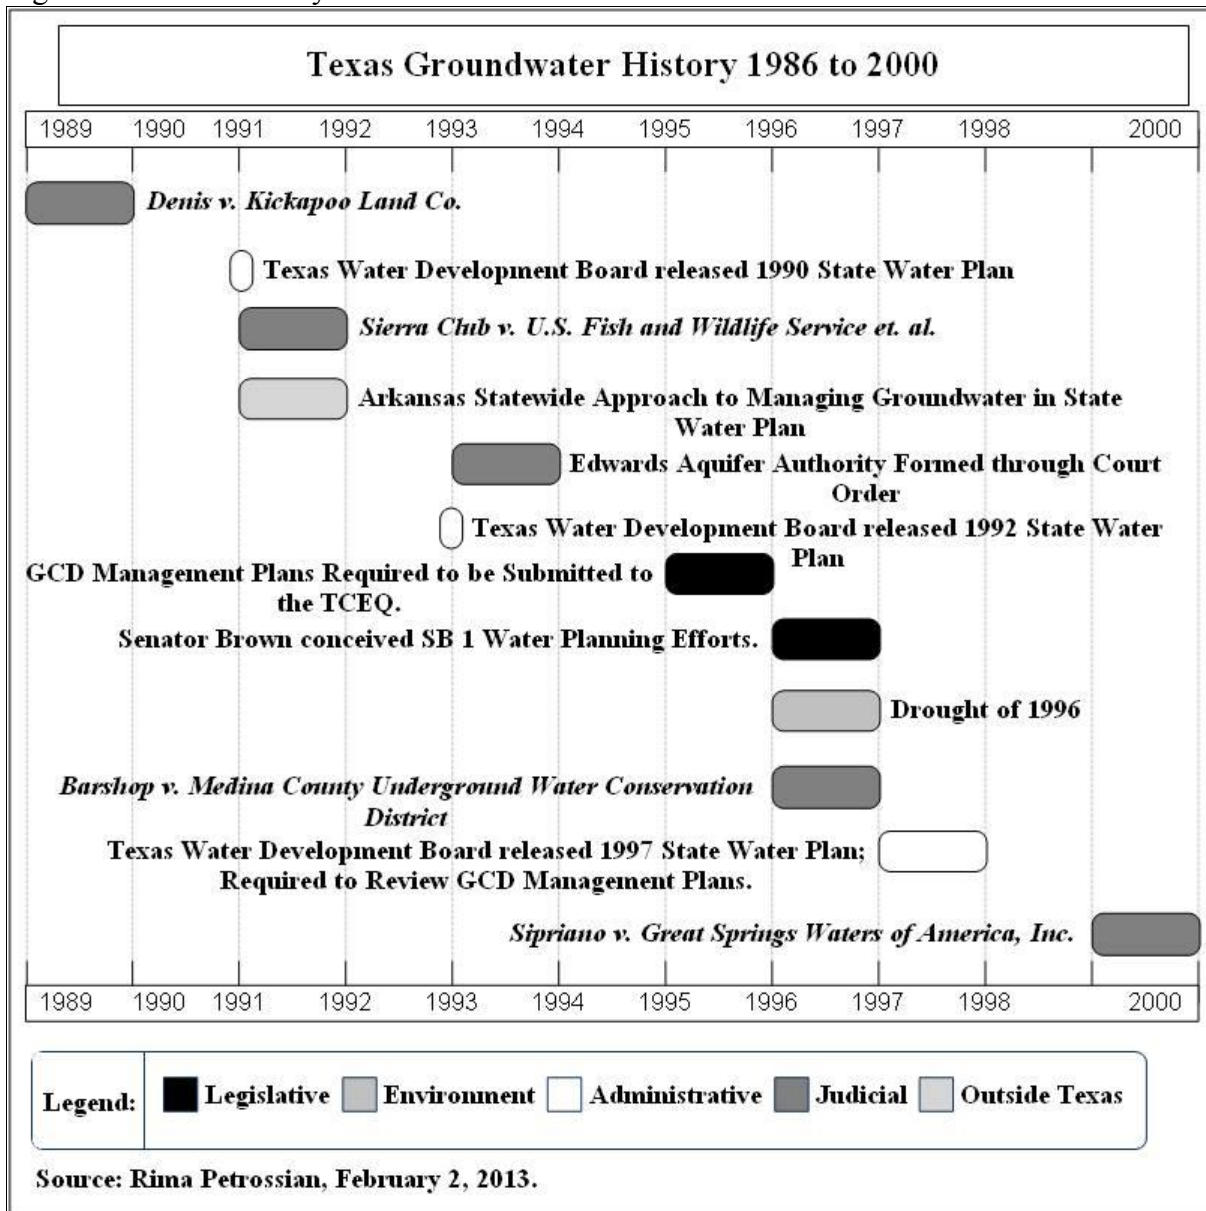 Texas Groundwater History 1986 to 2000
1989 1990 1991 1992 1993 1994 1995 1996 1997 1998 2000
Denis v. Kickapoo Land Co.
Texas Water Development Board released 1990 State Water Plan
Sierra Club v. U.S. Fish and Wildlife Service et. al.
Arkansas Statewide Approach to Managing Groundwater in State
Water Plan
Edwards Aquifer Authority Formed through Court
Order
Texas Water Development Board released 1992 State Water
Plan
GCD Management Plans Required to be Submitted to
the TCEQ.
Senator Brown conceived SB 1 Water Planning Efforts.
Drought of 1996
Barshop v. Medina County Underground Water Conservation
District
Texas Water Development Board released 1997 State Water Plan;
Required to Review GCD Management Plans.
Sipriano v. Great Springs Waters of America, Inc.
1989 1990 1991 1992 1993 1994 1995 1996 1997 1998 2000
Legend: Legislative Environment Administrative Judicial Outside Texas
Source: Rima Petrossian, February 2, 2013.